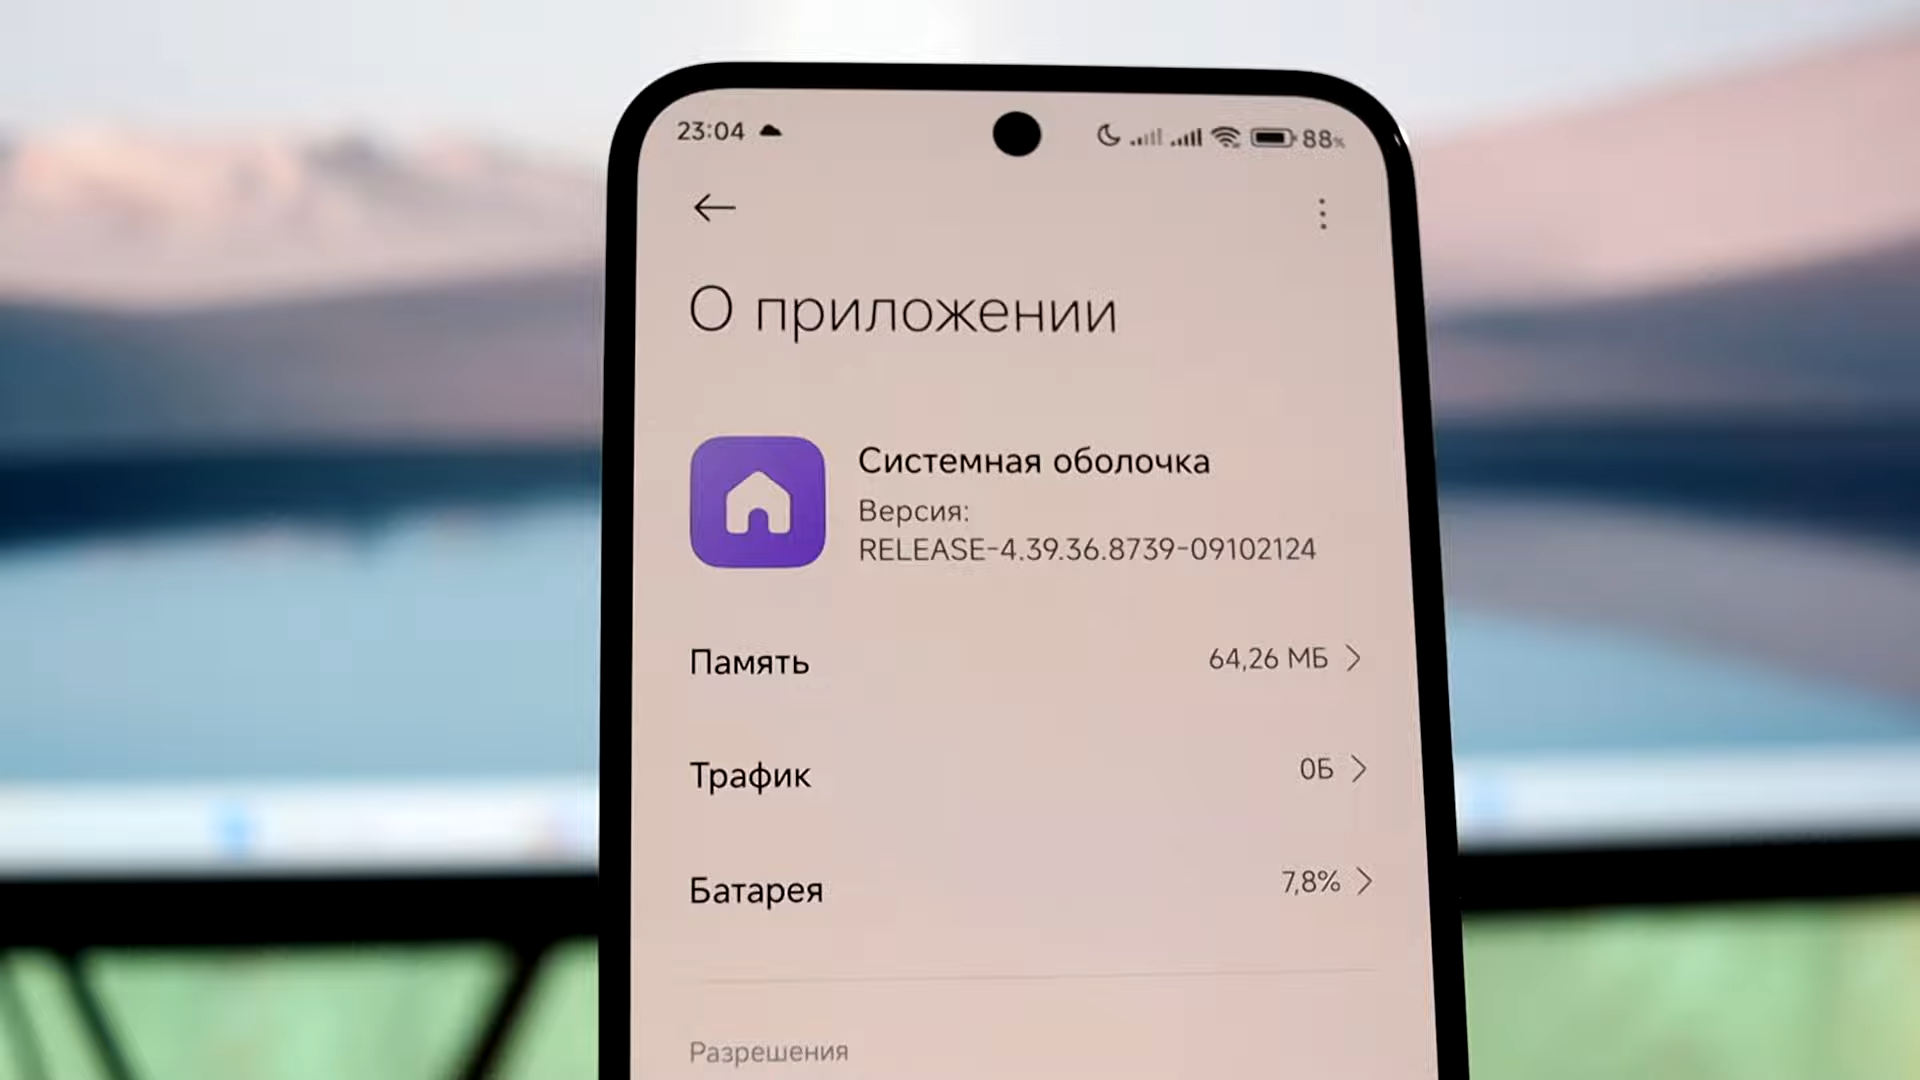 23:04 88%
О приложении
Системная оболочка
Версия:
RELEASE-4.39.36.8739-09102124
Память 64,26 МБ
Трафик 0Б
Батарея 7,8%
Разрешения